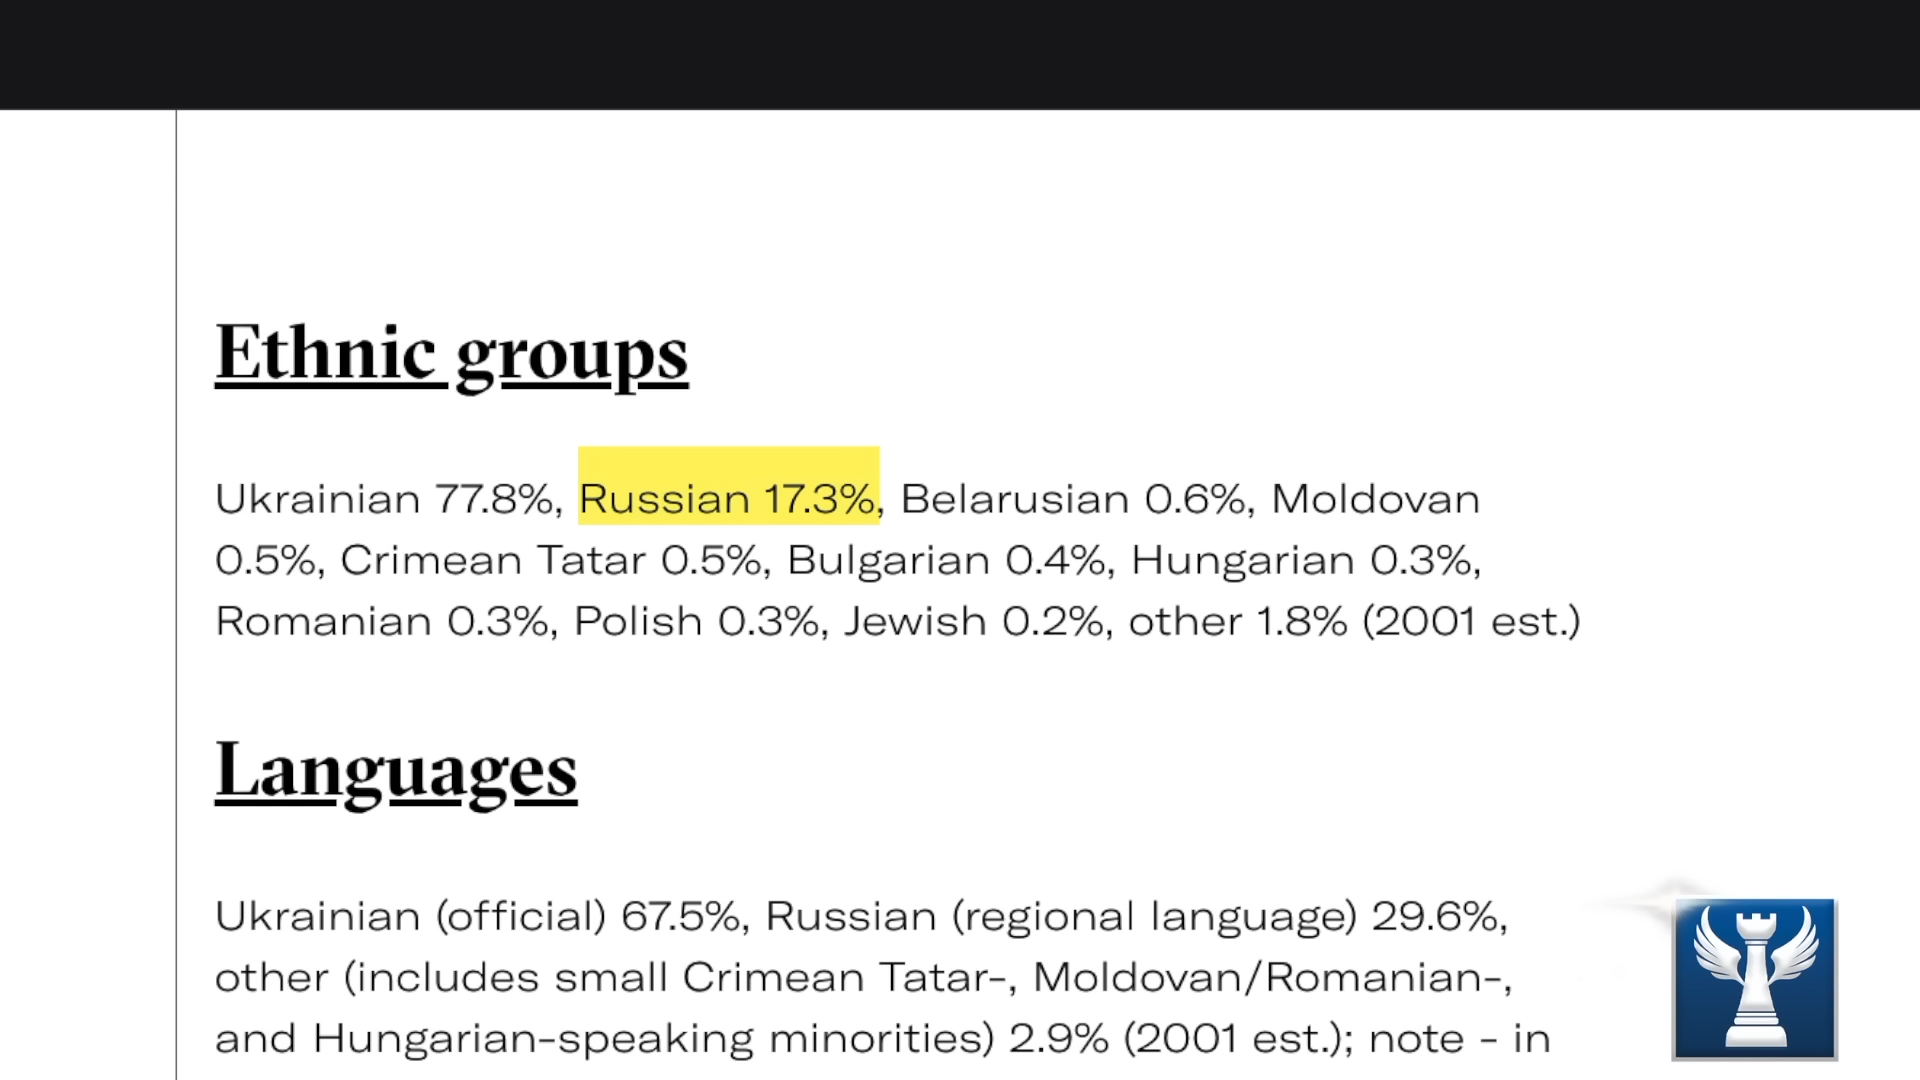 Ethnic groups
Ukrainian 77.8%, Russian 17.3%, Belarusian 0.6%, Moldovan
0.5%, Crimean Tatar 0.5%, Bulgarian 0.4%, Hungarian 0.3%,
Romanian 0.3%, Polish 0.3%, Jewish 0.2%, other 1.8% (2001 est.)
Languages
Ukrainian (official) 67.5%, Russian (regional language) 29.6%,
other (includes small Crimean Tatar-, Moldovan/Romanian-,
and Hungarian-speaking minorities) 2.9% (2001 est.); note - in